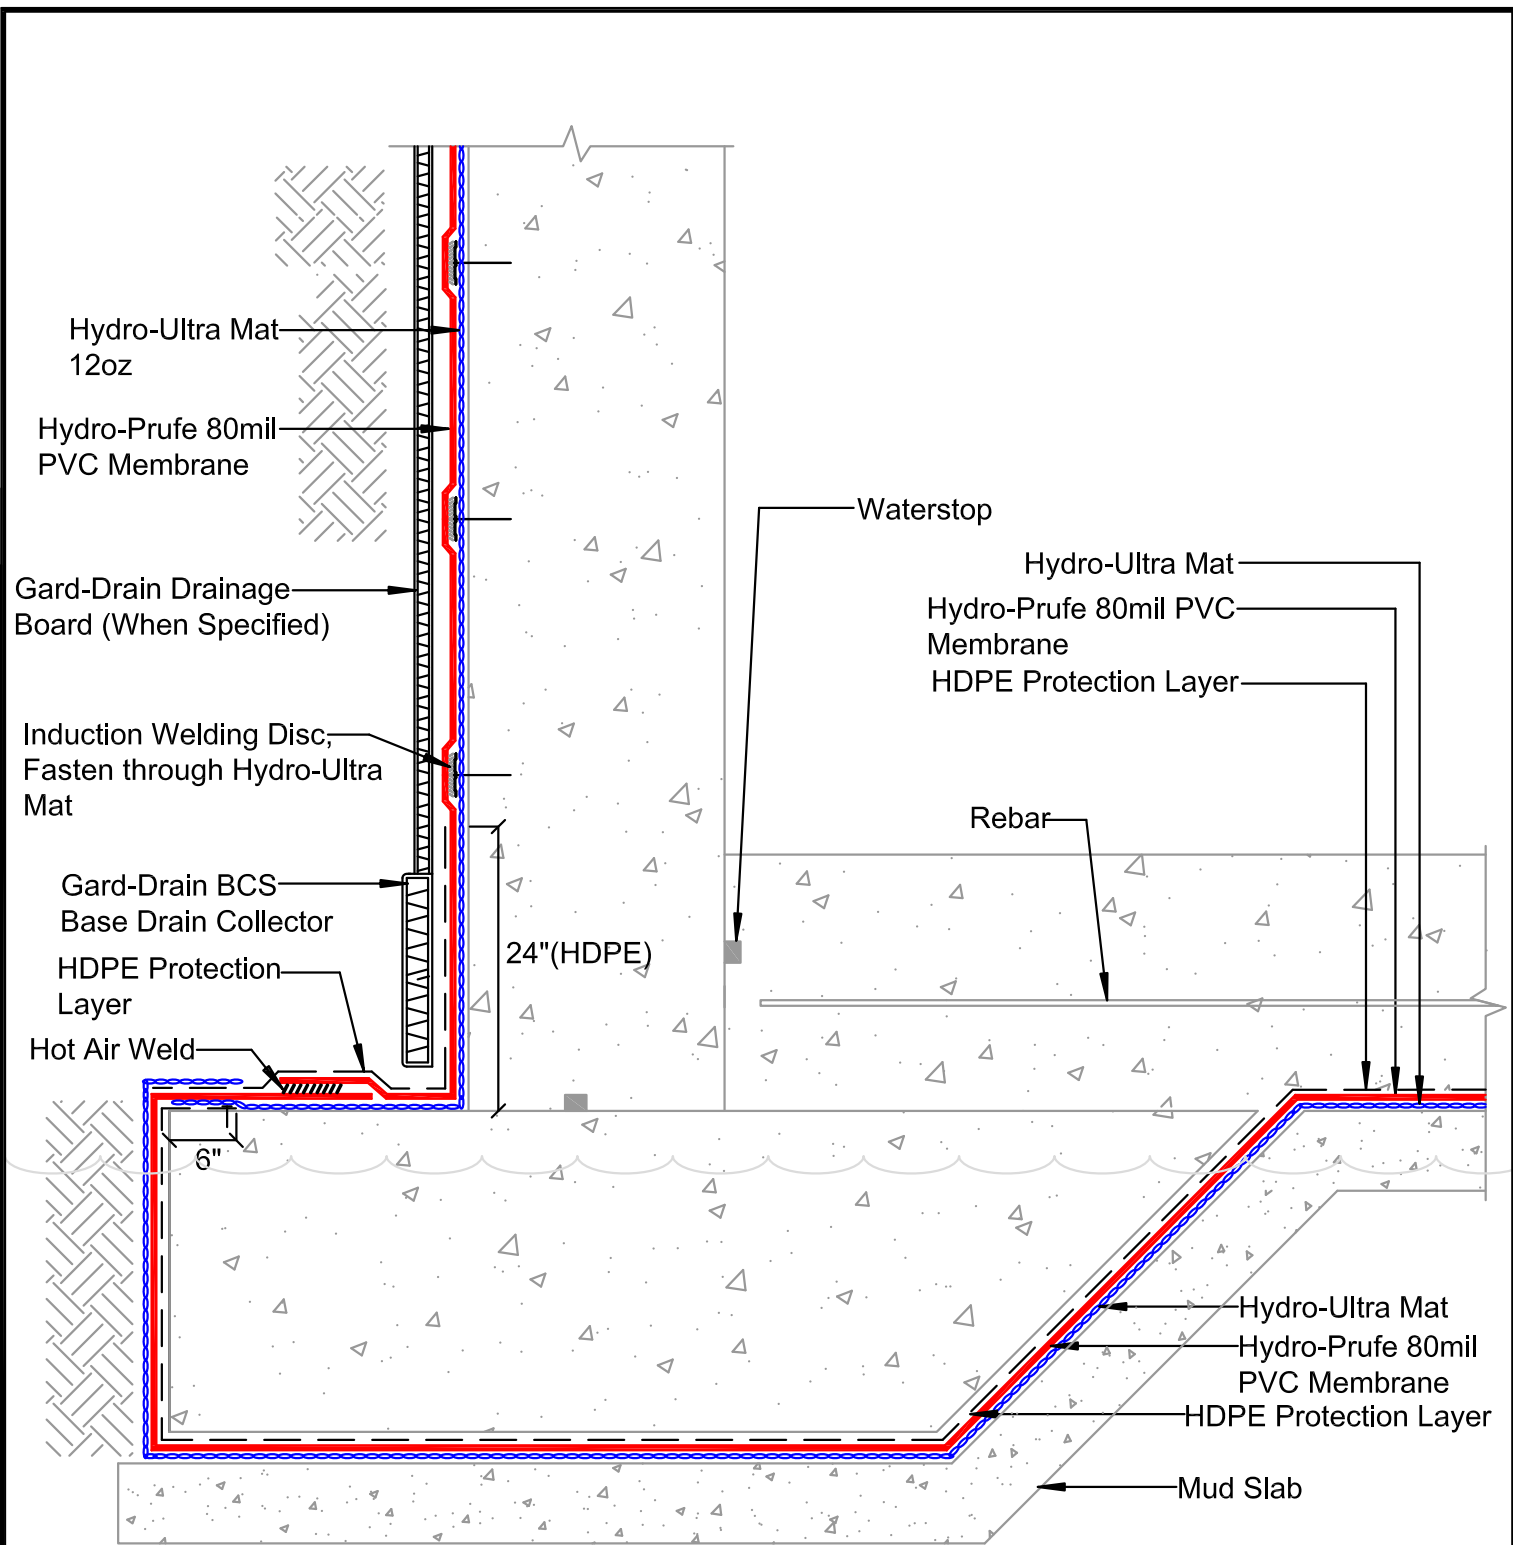 Hydro-Ultra Mat
12oz
Hydro-Prufe 80mil
PVC Membrane
Waterstop
Hydro-Ultra Mat
Hydro-Prufe 80mil PVC
Membrane
HDPE Protection Layer
Gard-Drain Drainage
Board (When Specified)
Induction Welding Disc,
Fasten through Hydro-Ultra
Mat
Rebar
Gard-Drain BCS
Base Drain Collector
24"(HDPE)
HDPE Protection
Layer
Hot Air Weld
6"
Hydro-Ultra Mat
Hydro-Prufe 80mil
PVC Membrane
HDPE Protection Layer
Mud Slab